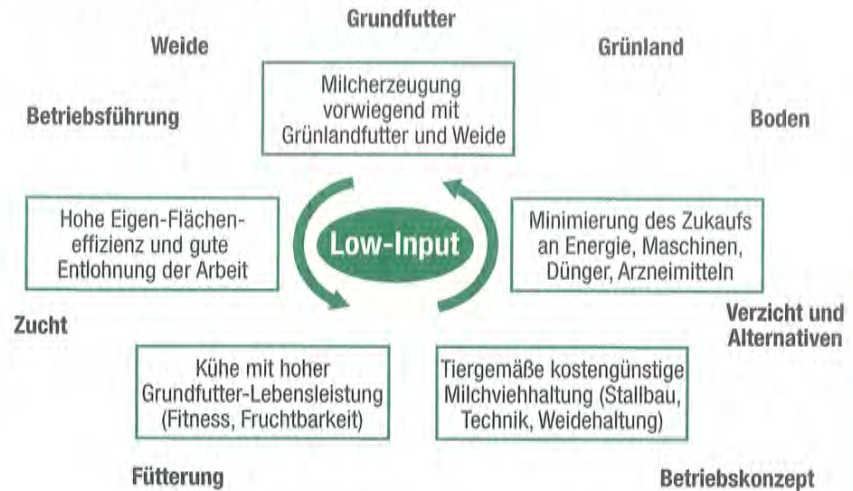 Grundfutter
Weide
Grünland
Milcherzeugung
vorwiegend mit
Grünlandfutter und Weide
Betriebsführung
Boden
Hohe Eigen-Flächen-
effizienz und gute
Entlohnung der Arbeit
Low-Input
Minimierung des Zukaufs
an Energie, Maschinen,
Dünger, Arzneimitteln
Zucht
Verzicht und
Alternativen
Kühe mit hoher
Grundfutter-Lebensleistung
(Fitness, Fruchtbarkeit)
Tiergemäße kostengünstige
Milchviehhaltung (Stallbau,
Technik, Weidehaltung)
Fütterung
Betriebskonzept